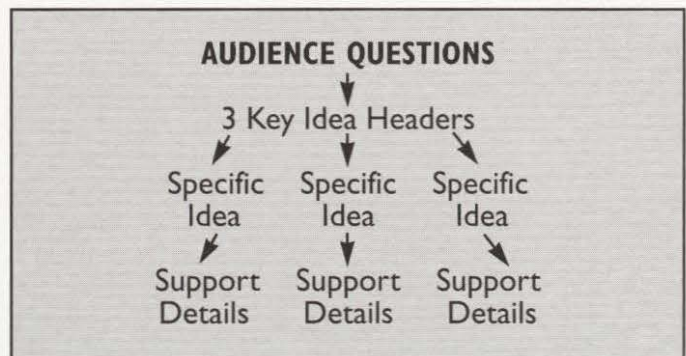 AUDIENCE QUESTIONS
3 Key Idea Headers
Specific Specific Specific
Idea Idea Idea
Support Support Support
Details Details Details